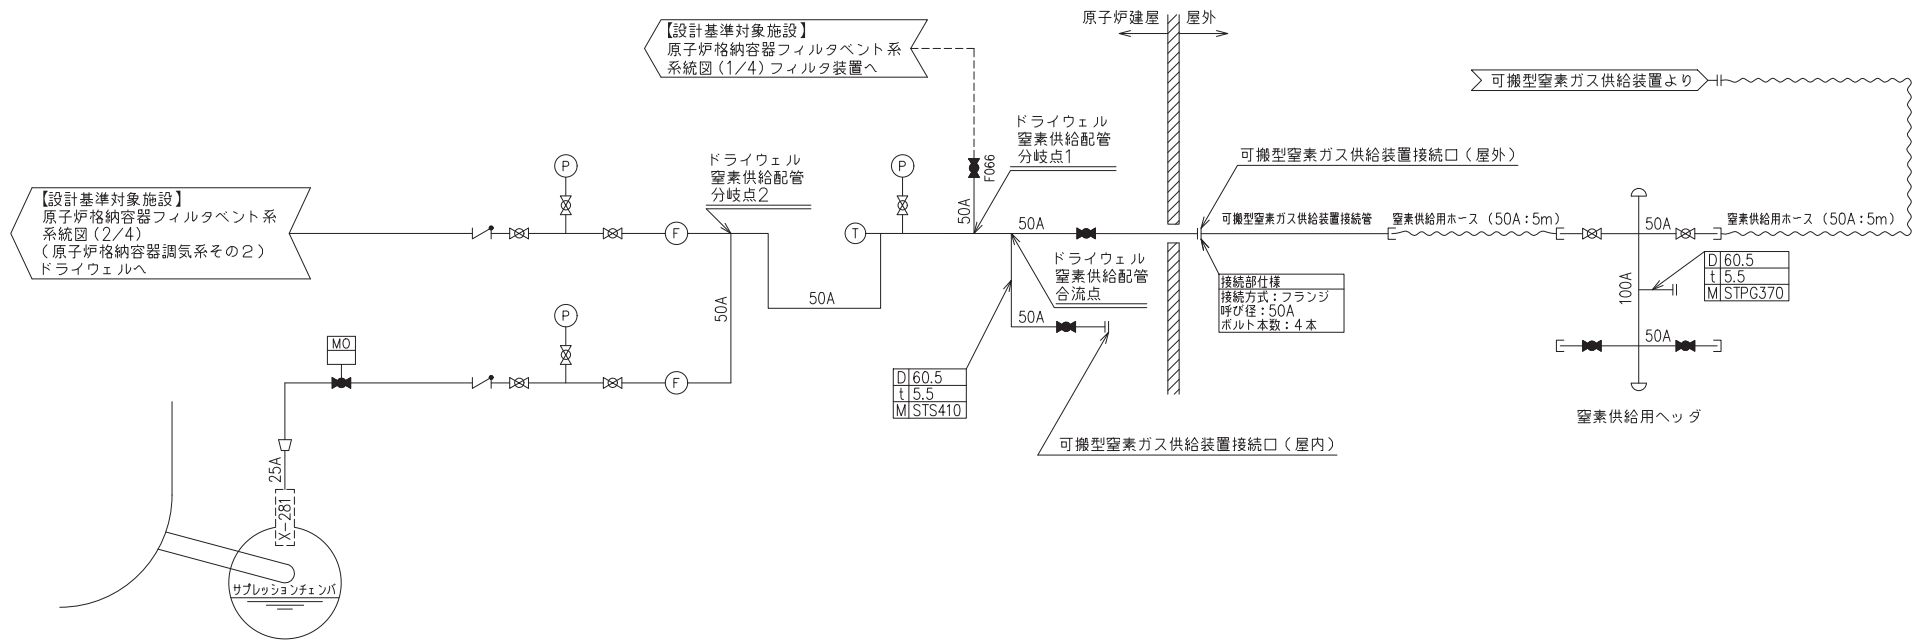 【設計基準対象施設】
原子炉格納容器フィルタベント系
系統図(1/4)フィルタ装置へ
原子炉建屋
屋外
可搬型窒素ガス供給装置より
ドライウェル
窒素供給配管
分岐点1
F066
50A
P
ドライウェル
窒素供給配管
分岐点2
P
可搬型窒素ガス供給装置接続口(屋外)
【設計基準対象施設】
原子炉格納容器フィルタベント系
系統図(2/4)
(原子炉格納容器調気系その2)
ドライウェルへ
F
T
50A
可搬型窒素ガス供給装置接続管
窒素供給用ホース(50A:5m)
50A
窒素供給用ホース(50A:5m)
ドライウェル
窒素供給配管
合流点
D 60.5
t 5.5
M STPG370
接続部仕様
接続方式:フランジ
呼び径:50A
ボルト本数:4本
100A
50A
50A
50A
P
50A
MO
F
D 60.5
t 5.5
M STS410
窒素供給用ヘッダ
可搬型窒素ガス供給装置接続口(屋内)
25A
X-281
サプレッションチェンバ